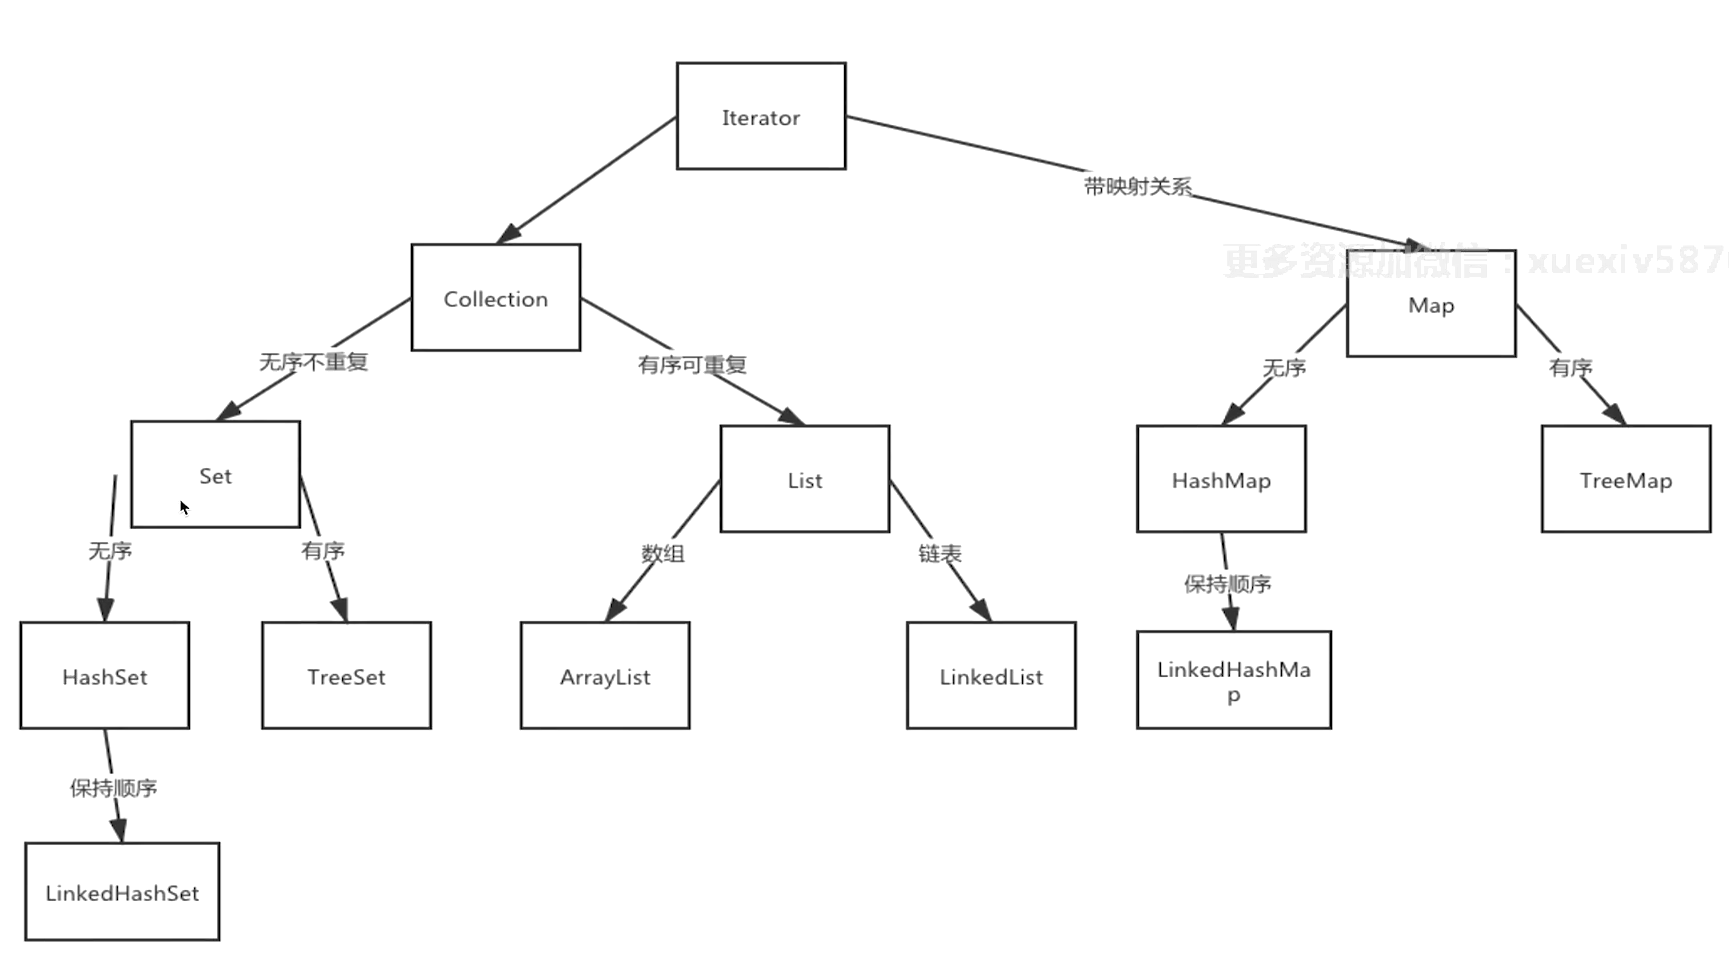 Iterator
带映射关系
更多资源加微信：xuexiv587
Collection
Map
无序不重复
有序可重复
无序
有序
Set
List
HashMap
TreeMap
无序
有序
数组
链表
保持顺序
HashSet
TreeSet
ArrayList
LinkedList
LinkedHashMa
p
保持顺序
LinkedHashSet